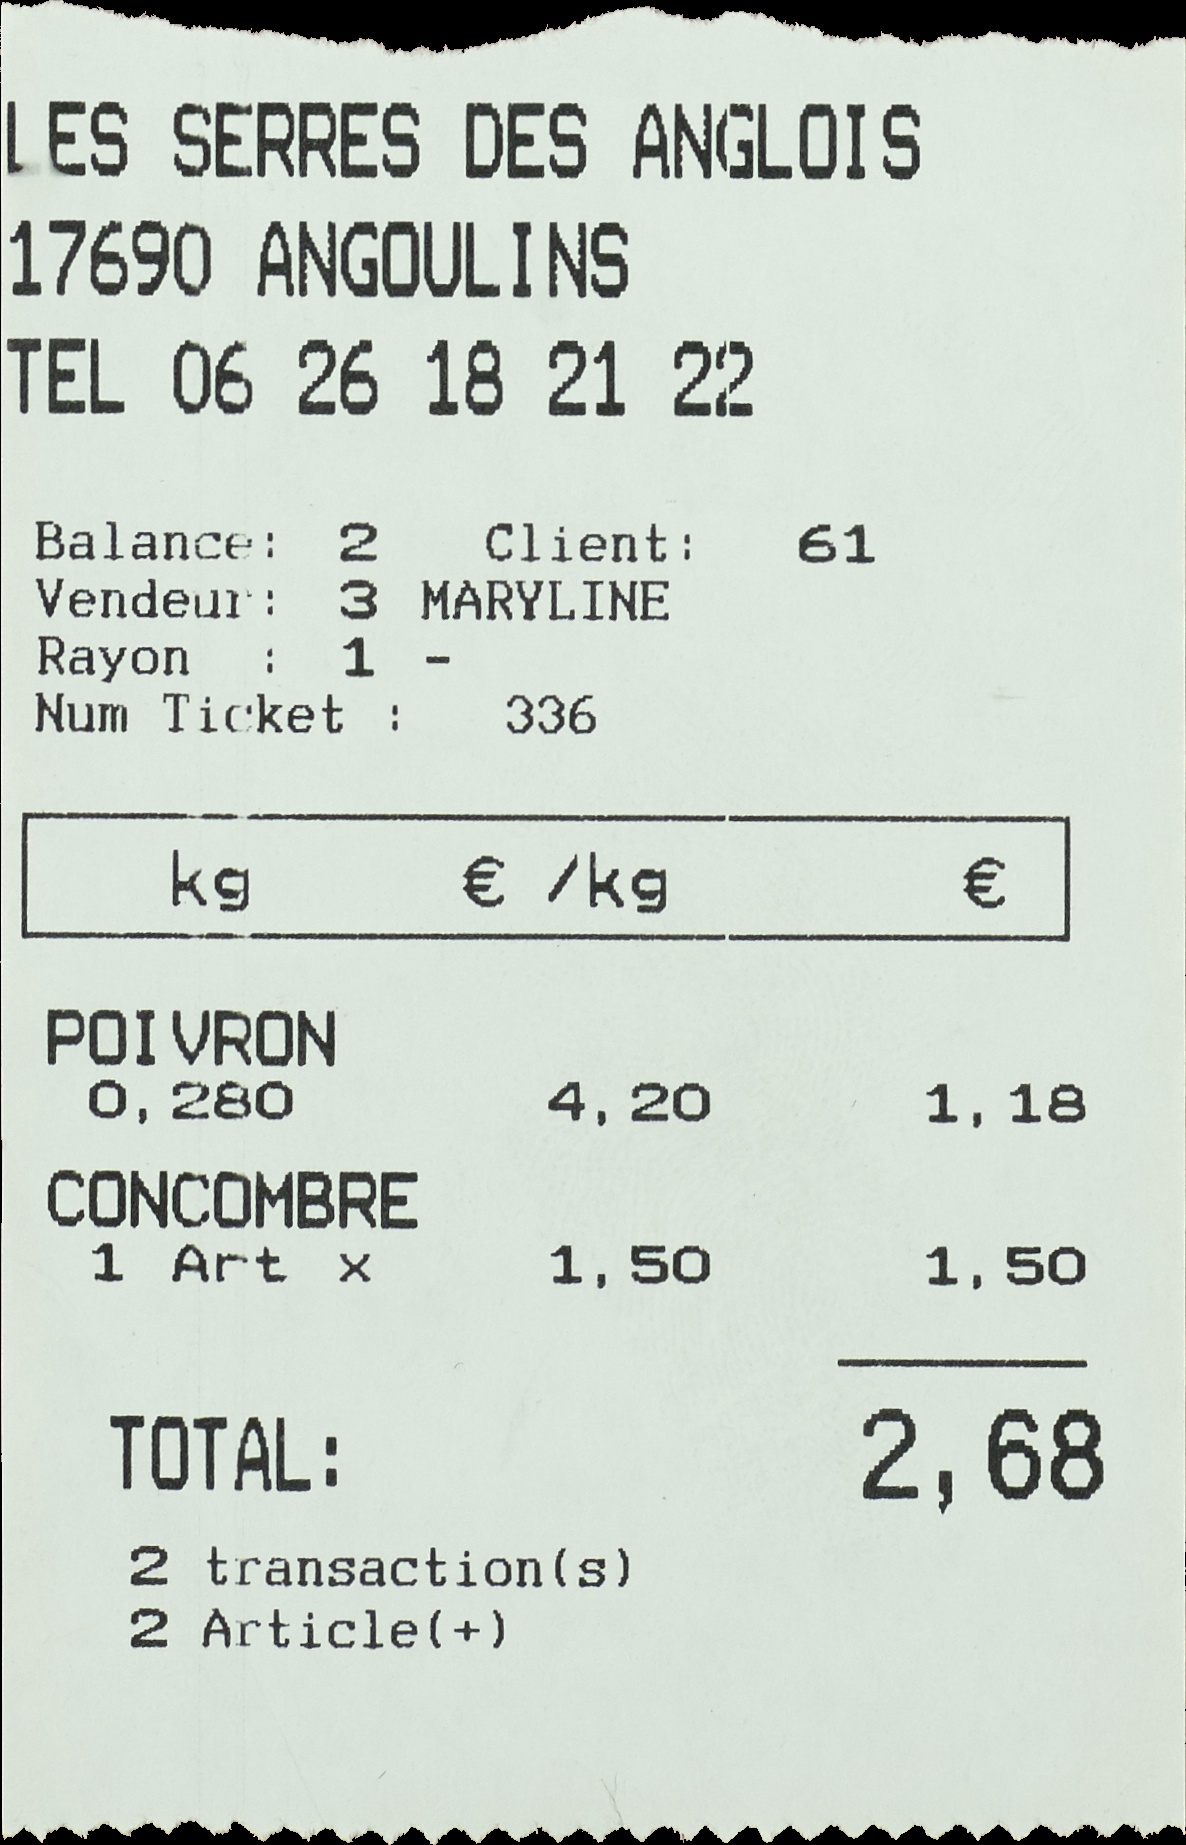 LES SERRES DES ANGLOIS
17690 ANGOULINS
TEL 06 26 18 21 22
Balance: 2 Client: 61
Vendeur: 3 MARYLINE
Rayon : 1 -
Num Ticket : 336
kg € /kg €
POIVRON
0,280 4,20 1,18
CONCOMBRE
1 Art x 1,50 1,50
TOTAL: 2,68
2 transaction(s)
2 Article(+)